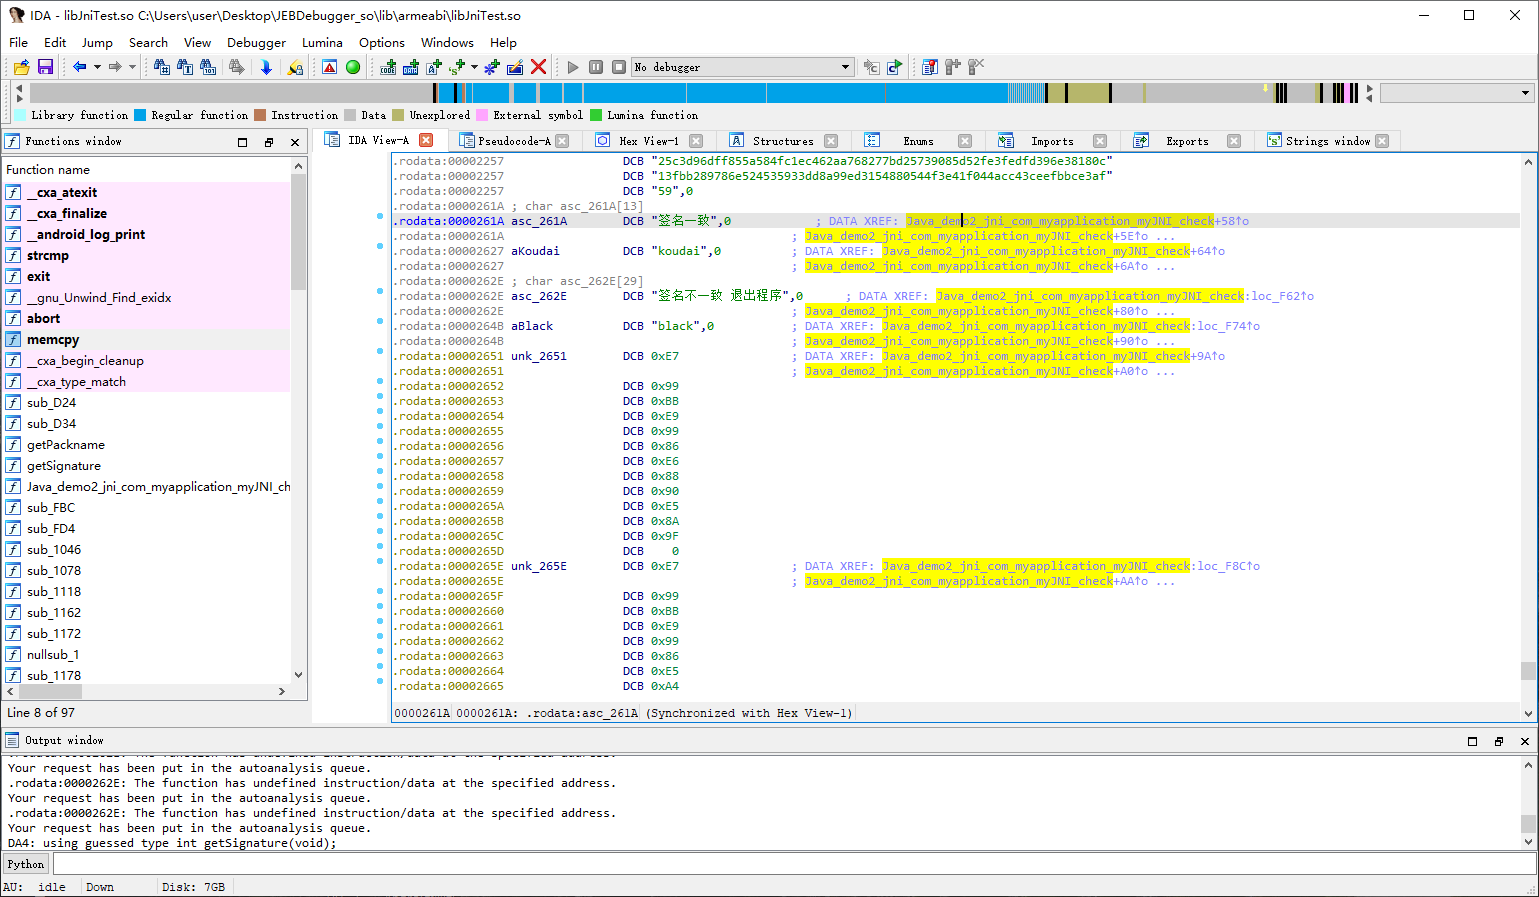 IDA - libJniTest.so C:\Users\user\Desktop\JEBDebugger_so\lib\armeabi\libJniTest.so
File Edit Jump Search View Debugger Lumina Options Windows Help
No debugger
Library function Regular function Instruction Data Unexplored External symbol Lumina function
Functions window
Function name
__cxa_atexit
__cxa_finalize
__android_log_print
strcmp
exit
__gnu_Unwind_Find_exidx
abort
memcpy
__cxa_begin_cleanup
__cxa_type_match
sub_D24
sub_D34
getPackname
getSignature
Java_demo2_jni_com_myapplication_myJNI_ch
sub_FBC
sub_FD4
sub_1046
sub_1078
sub_1118
sub_1162
sub_1172
nullsub_1
sub_1178
Line 8 of 97
IDA View-A Pseudocode-A Hex View-1 Structures Enums Imports Exports Strings window
.rodata:00002257 DCB "25c3d96dff855a584fc1ec462aa768277bd25739085d52fe3fedfd396e38180c"
.rodata:00002257 DCB "13fbb289786e524535933dd8a99ed3154880544f3e41f044acc43ceefbbce3af"
.rodata:00002257 DCB "59",0
.rodata:0000261A ; char asc_261A[13]
.rodata:0000261A asc_261A DCB "签名一致",0 ; DATA XREF: Java_demo2_jni_com_myapplication_myJNI_check+58↑o
.rodata:0000261A ; Java_demo2_jni_com_myapplication_myJNI_check+5E↑o ...
.rodata:00002627 aKoudai DCB "koudai",0 ; DATA XREF: Java_demo2_jni_com_myapplication_myJNI_check+64↑o
.rodata:00002627 ; Java_demo2_jni_com_myapplication_myJNI_check+6A↑o ...
.rodata:0000262E ; char asc_262E[29]
.rodata:0000262E asc_262E DCB "签名不一致 退出程序",0 ; DATA XREF: Java_demo2_jni_com_myapplication_myJNI_check:loc_F62↑o
.rodata:0000262E ; Java_demo2_jni_com_myapplication_myJNI_check+80↑o ...
.rodata:0000264B aBlack DCB "black",0 ; DATA XREF: Java_demo2_jni_com_myapplication_myJNI_check:loc_F74↑o
.rodata:0000264B ; Java_demo2_jni_com_myapplication_myJNI_check+90↑o ...
.rodata:00002651 unk_2651 DCB 0xE7 ; DATA XREF: Java_demo2_jni_com_myapplication_myJNI_check+9A↑o
.rodata:00002651 ; Java_demo2_jni_com_myapplication_myJNI_check+A0↑o ...
.rodata:00002652 DCB 0x99
.rodata:00002653 DCB 0xBB
.rodata:00002654 DCB 0xE9
.rodata:00002655 DCB 0x99
.rodata:00002656 DCB 0x86
.rodata:00002657 DCB 0xE6
.rodata:00002658 DCB 0x88
.rodata:00002659 DCB 0x90
.rodata:0000265A DCB 0xE5
.rodata:0000265B DCB 0x8A
.rodata:0000265C DCB 0x9F
.rodata:0000265D DCB 0
.rodata:0000265E unk_265E DCB 0xE7 ; DATA XREF: Java_demo2_jni_com_myapplication_myJNI_check:loc_F8C↑o
.rodata:0000265E ; Java_demo2_jni_com_myapplication_myJNI_check+AA↑o ...
.rodata:0000265F DCB 0x99
.rodata:00002660 DCB 0xBB
.rodata:00002661 DCB 0xE9
.rodata:00002662 DCB 0x99
.rodata:00002663 DCB 0x86
.rodata:00002664 DCB 0xE5
.rodata:00002665 DCB 0xA4
0000261A 0000261A: .rodata:asc_261A (Synchronized with Hex View-1)
Output window
Your request has been put in the autoanalysis queue.
.rodata:0000262E: The function has undefined instruction/data at the specified address.
Your request has been put in the autoanalysis queue.
.rodata:0000262E: The function has undefined instruction/data at the specified address.
Your request has been put in the autoanalysis queue.
DA4: using guessed type int getSignature(void);
Python
AU: idle Down Disk: 7GB